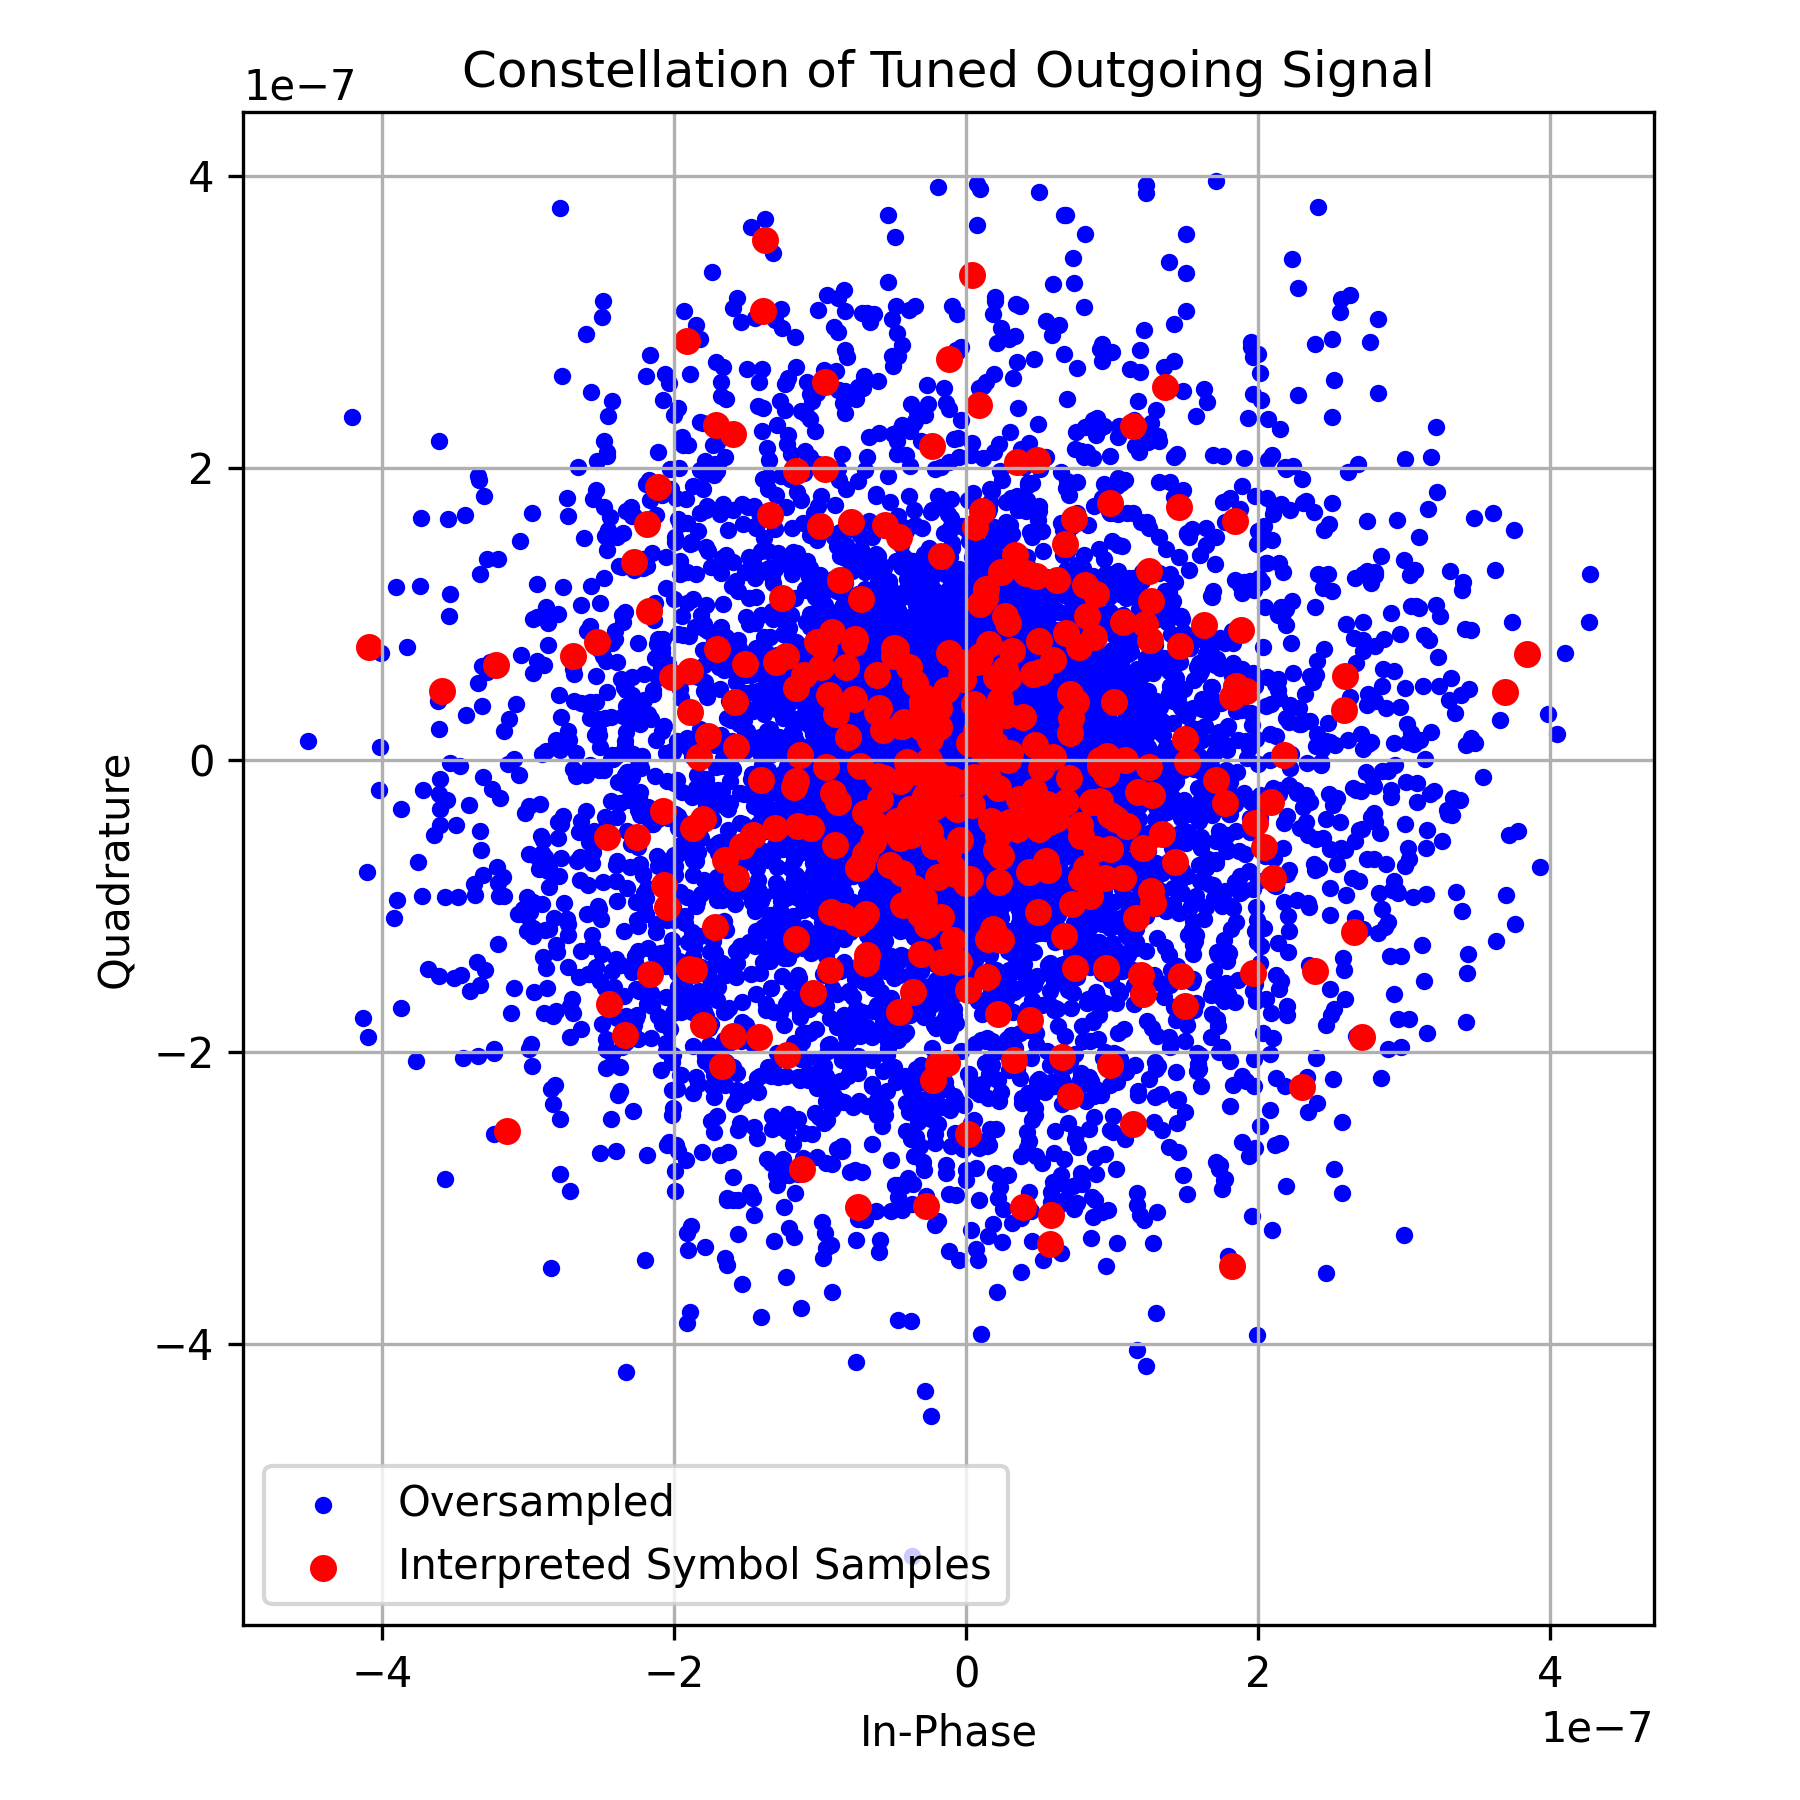 Constellation of Tuned Outgoing Signal
1e−7
4
2
0
−2
−4
Quadrature
Oversampled
Interpreted Symbol Samples
−4 −2 0 2 4
In-Phase
1e−7